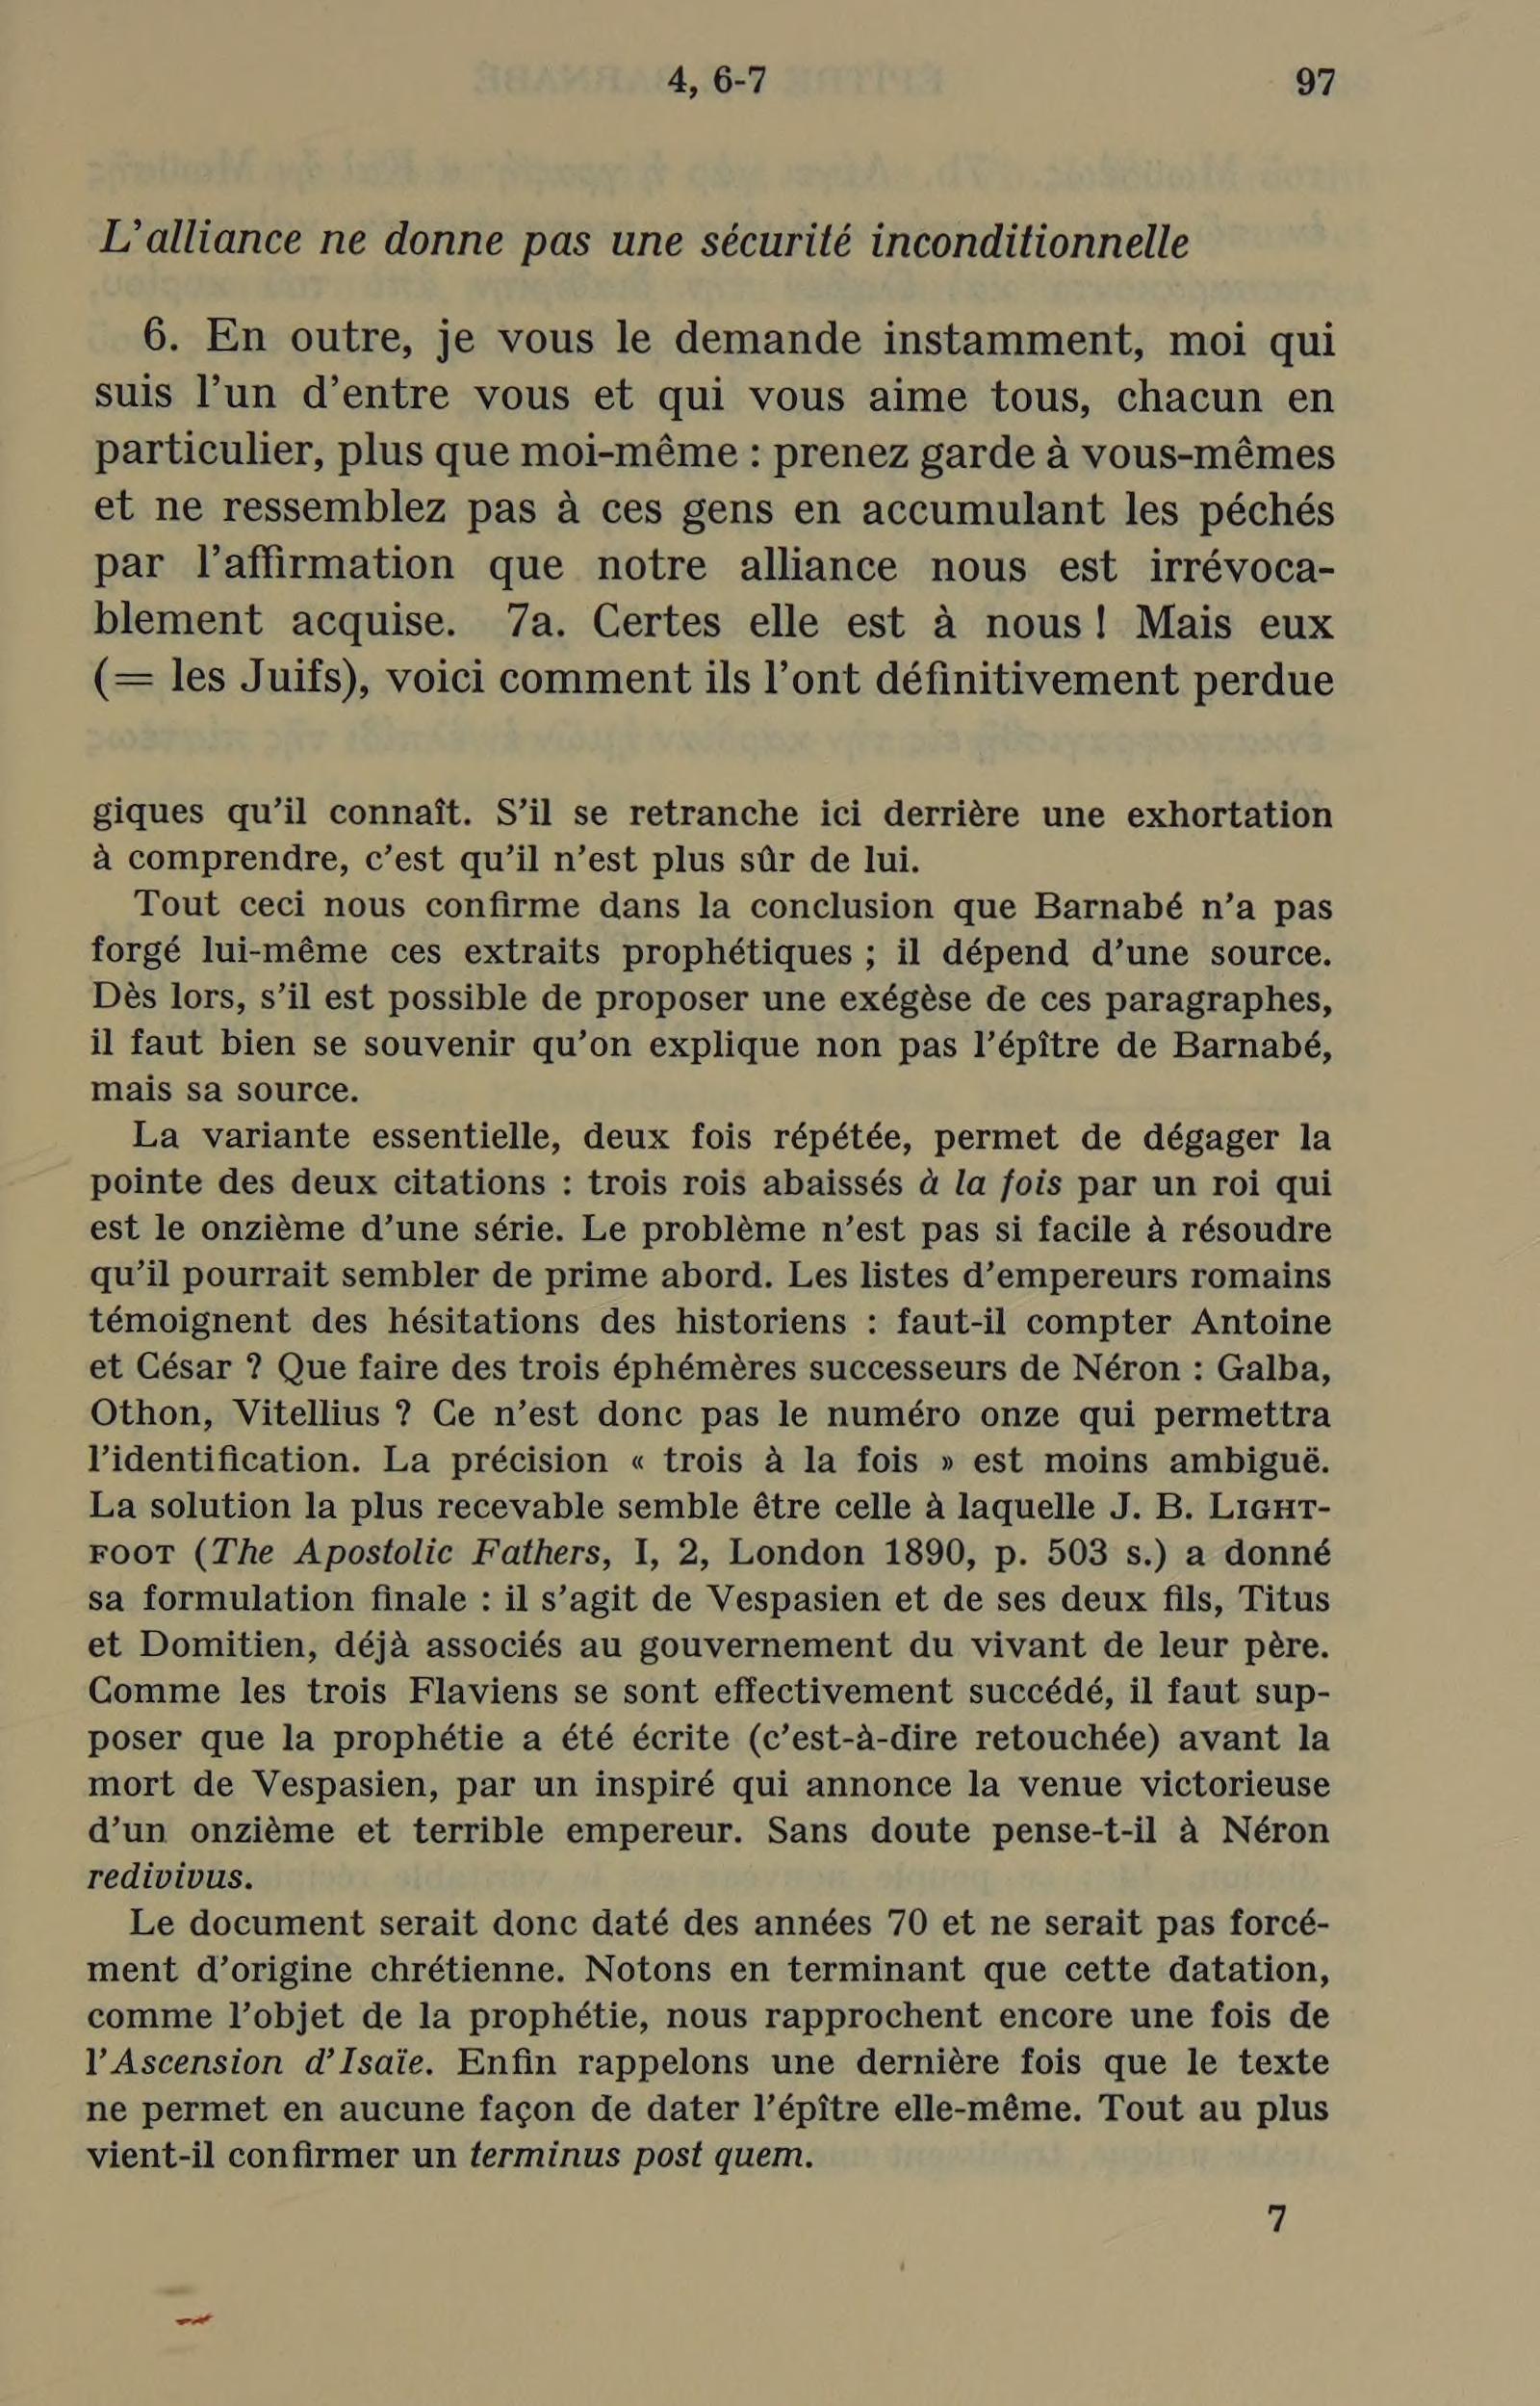 4, 6-7 97
L'alliance ne donne pas une sécurité inconditionnelle
6. En outre, je vous le demande instamment, moi qui
suis l'un d'entre vous et qui vous aime tous, chacun en
particulier, plus que moi-même : prenez garde à vous-mêmes
et ne ressemblez pas à ces gens en accumulant les péchés
par l'affirmation que notre alliance nous est irrévoca-
blement acquise. 7a. Certes elle est à nous ! Mais eux
(= les Juifs), voici comment ils l'ont définitivement perdue
giques qu'il connaît. S'il se retranche ici derrière une exhortation
à comprendre, c'est qu'il n'est plus sûr de lui.
Tout ceci nous confirme dans la conclusion que Barnabé n'a pas
forgé lui-même ces extraits prophétiques ; il dépend d'une source.
Dès lors, s'il est possible de proposer une exégèse de ces paragraphes,
il faut bien se souvenir qu'on explique non pas l'épître de Barnabé,
mais sa source.
La variante essentielle, deux fois répétée, permet de dégager la
pointe des deux citations : trois rois abaissés à la fois par un roi qui
est le onzième d'une série. Le problème n'est pas si facile à résoudre
qu'il pourrait sembler de prime abord. Les listes d'empereurs romains
témoignent des hésitations des historiens : faut-il compter Antoine
et César ? Que faire des trois éphémères successeurs de Néron : Galba,
Othon, Vitellius ? Ce n'est donc pas le numéro onze qui permettra
l'identification. La précision « trois à la fois » est moins ambiguë.
La solution la plus recevable semble être celle à laquelle J. B. LIGHT-
FOOT (The Apostolic Fathers, I, 2, London 1890, p. 503 s.) a donné
sa formulation finale : il s'agit de Vespasien et de ses deux fils, Titus
et Domitien, déjà associés au gouvernement du vivant de leur père.
Comme les trois Flaviens se sont effectivement succédé, il faut sup-
poser que la prophétie a été écrite (c'est-à-dire retouchée) avant la
mort de Vespasien, par un inspiré qui annonce la venue victorieuse
d'un onzième et terrible empereur. Sans doute pense-t-il à Néron
redivivus.
Le document serait donc daté des années 70 et ne serait pas forcé-
ment d'origine chrétienne. Notons en terminant que cette datation,
comme l'objet de la prophétie, nous rapprochent encore une fois de
l'Ascension d'Isaïe. Enfin rappelons une dernière fois que le texte
ne permet en aucune façon de dater l'épître elle-même. Tout au plus
vient-il confirmer un terminus post quem.
7